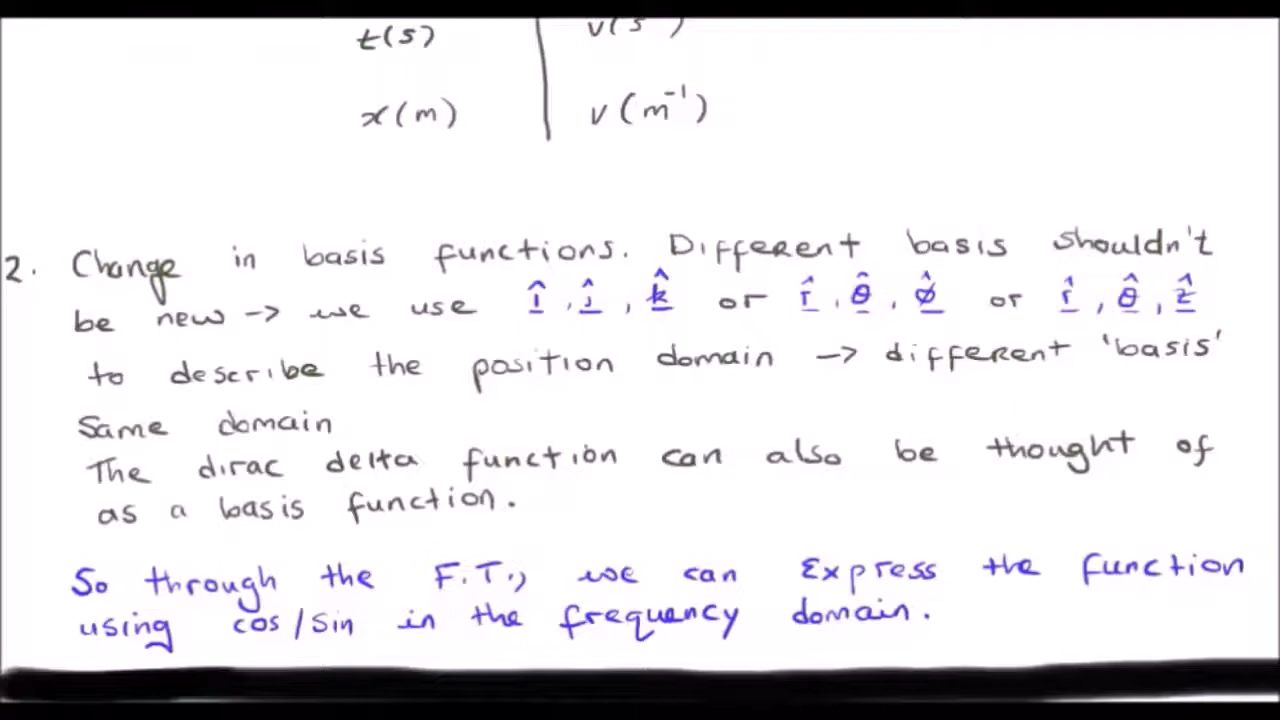 t(s) ν(s )
x(m) ν(m⁻¹)
2. Change in basis functions. Different basis shouldn't
be new -> we use î, ĵ, k̂ or r̂, θ̂, ϕ̂ or r̂, θ̂, ẑ
to describe the position domain -> different 'basis'
Same domain
The dirac delta function can also be thought of
as a basis function.
So through the F.T., we can Express the function
using cos/sin in the frequency domain.